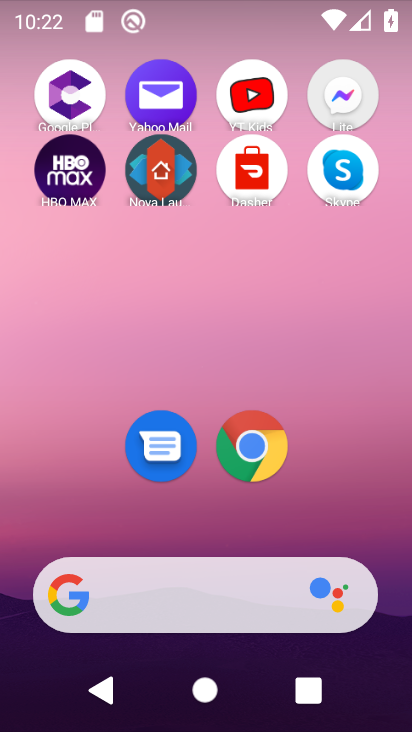 10:22
Google Pl...
Yahoo Mail
YT Kids
Lite
HBO
max
HBO MAX
Nova Lau...
Dasher
Skype